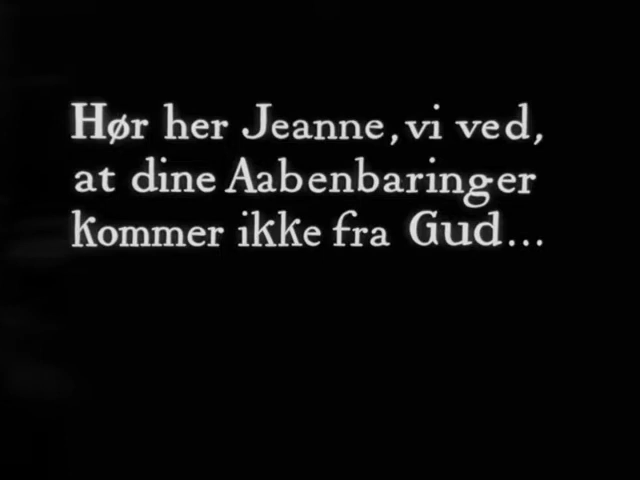 Hør her Jeanne, vi ved,
at dine Aabenbaringer
kommer ikke fra Gud...